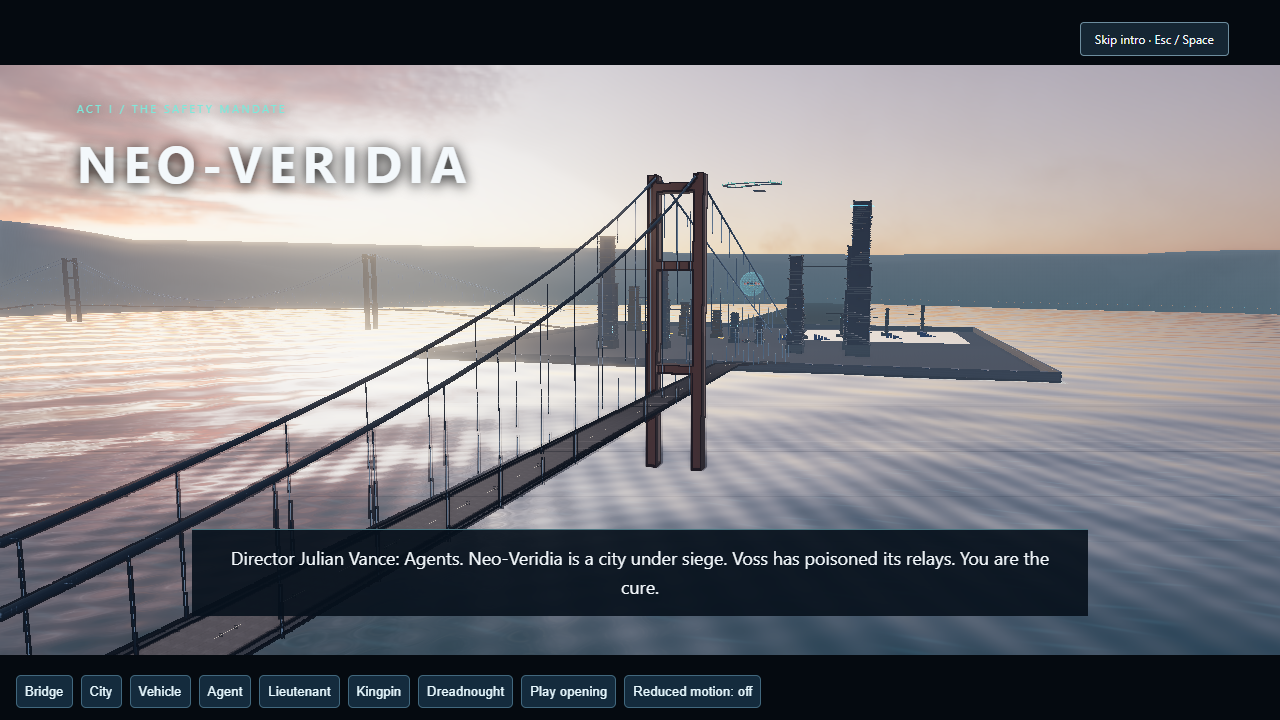 Skip intro · Esc / Space
ACT I / THE SAFETY MANDATE
NEO-VERIDIA
Director Julian Vance: Agents. Neo-Veridia is a city under siege. Voss has poisoned its relays. You are the
cure.
Bridge City Vehicle Agent Lieutenant Kingpin Dreadnought Play opening Reduced motion: off